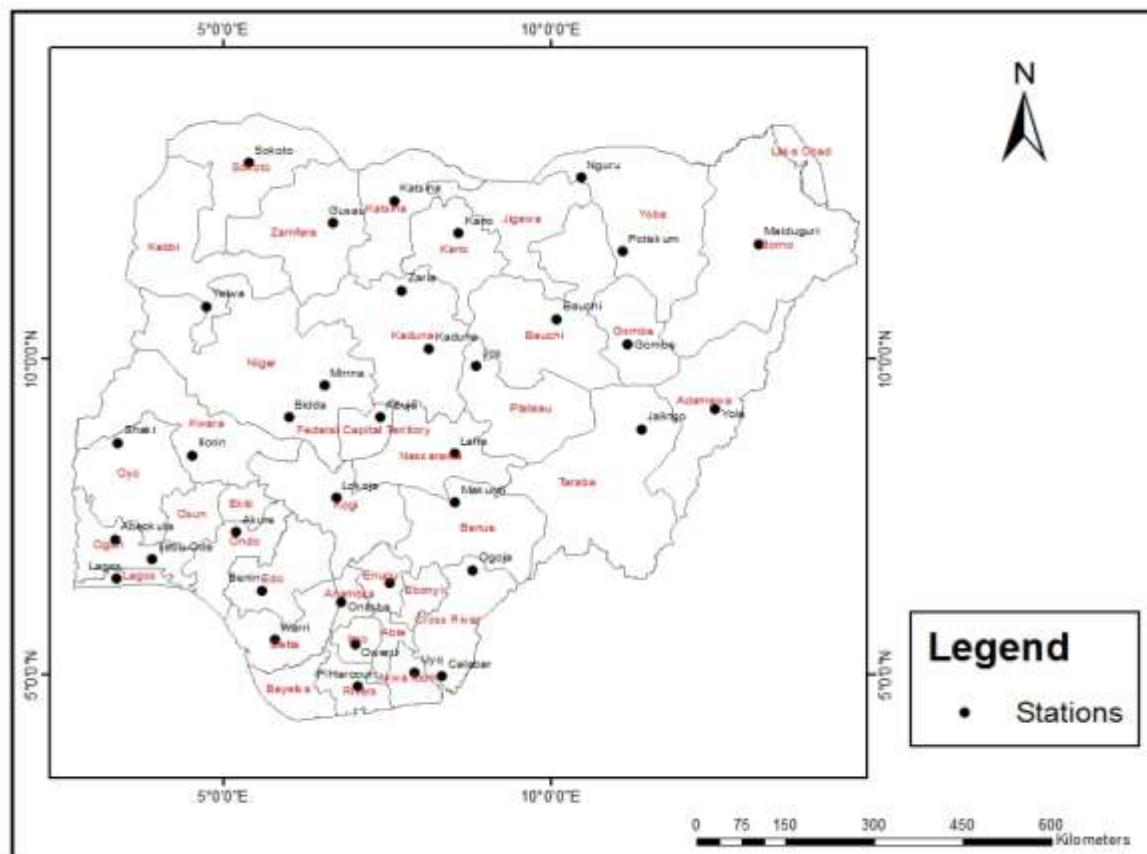 5°0'0"E 10°0'0"E
N
Sokoto
Sokoto
Nguru
Katsina
Katsina
Gusau
Zamfara
Kano
Kano
Jigawa
Yobe
Potiskum
Maiduguri
Borno
Kebbi
Zaria
Yelwa
Bauchi
Bauchi
Gombe
Gombe
Kaduna
Kaduna
Jos
10°0'0"N
10°0'0"N
Niger
Minna
Plateau
Adamawa
Yola
Jalingo
Bidda
Abuja
Federal Capital Territory
Kwara
Shaki
Ilorin
Lafia
Nassarawa
Oyo
Taraba
Lokoja
Kogi
Makurdi
Benue
Osun
Ekiti
Akure
Ondo
Abeokuta
Ogun
Ijebu-Ode
Lagos
Lagos
Ogoja
Enugu
Ebonyi
Benin
Edo
Anambra
Onitsha
Cross River
Abia
Warri
Delta
Imo
Owerri
Uyo
Calabar
5°0'0"N
5°0'0"N
P/Harcourt
Akwa Ibom
Bayelsa
Rivers
Legend
Stations
5°0'0"E 10°0'0"E
0 75 150 300 450 600
Kilometers